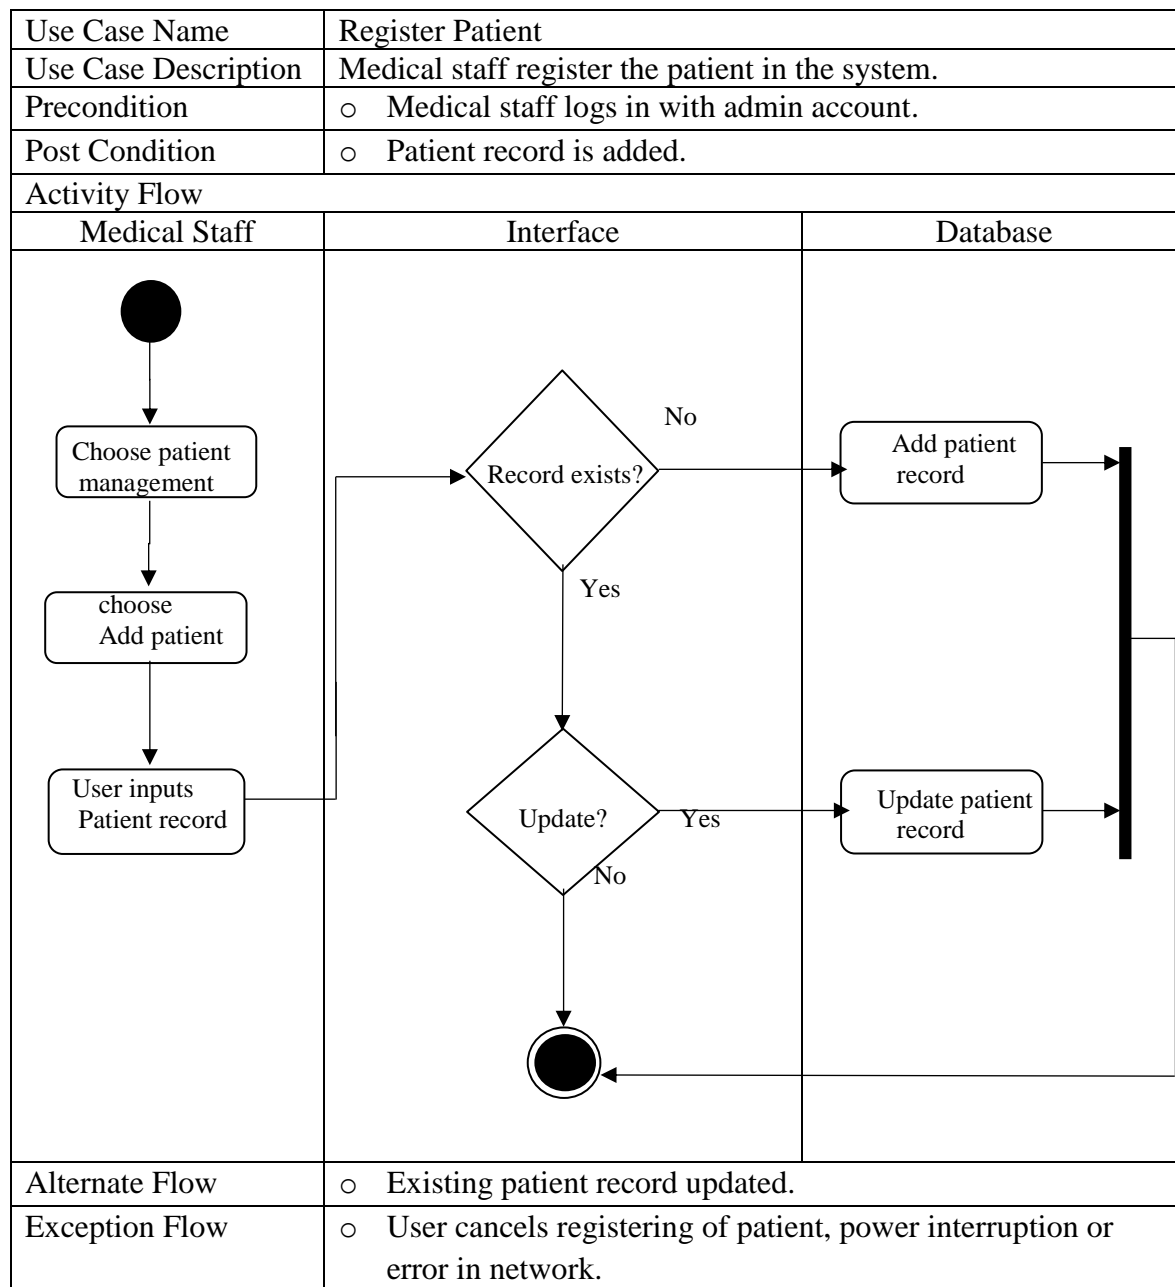 Use Case Name Register Patient
Use Case Description Medical staff register the patient in the system.
Precondition o Medical staff logs in with admin account.
Post Condition o Patient record is added.
Activity Flow
Medical Staff Interface Database
Choose patient
management
choose
Add patient
User inputs
Patient record
Record exists?
No
Yes
Update?
Yes
No
Add patient
record
Update patient
record
Alternate Flow o Existing patient record updated.
Exception Flow o User cancels registering of patient, power interruption or
error in network.